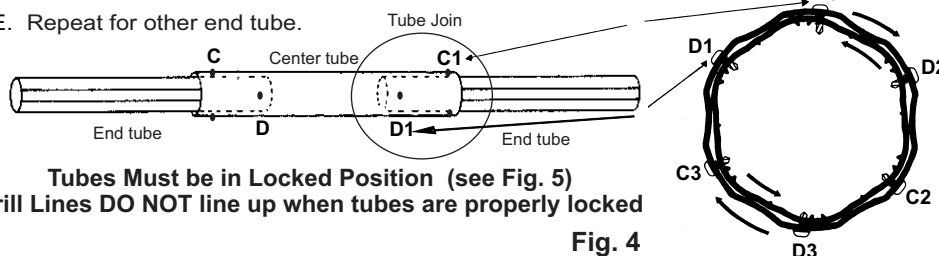 E. Repeat for other end tube.
Tube Join
C
Center tube
C1
D1
D2
End tube
D
D1
End tube
C3
C2
D3
Tubes Must be in Locked Position (see Fig. 5)
rill Lines DO NOT line up when tubes are properly locked
Fig. 4